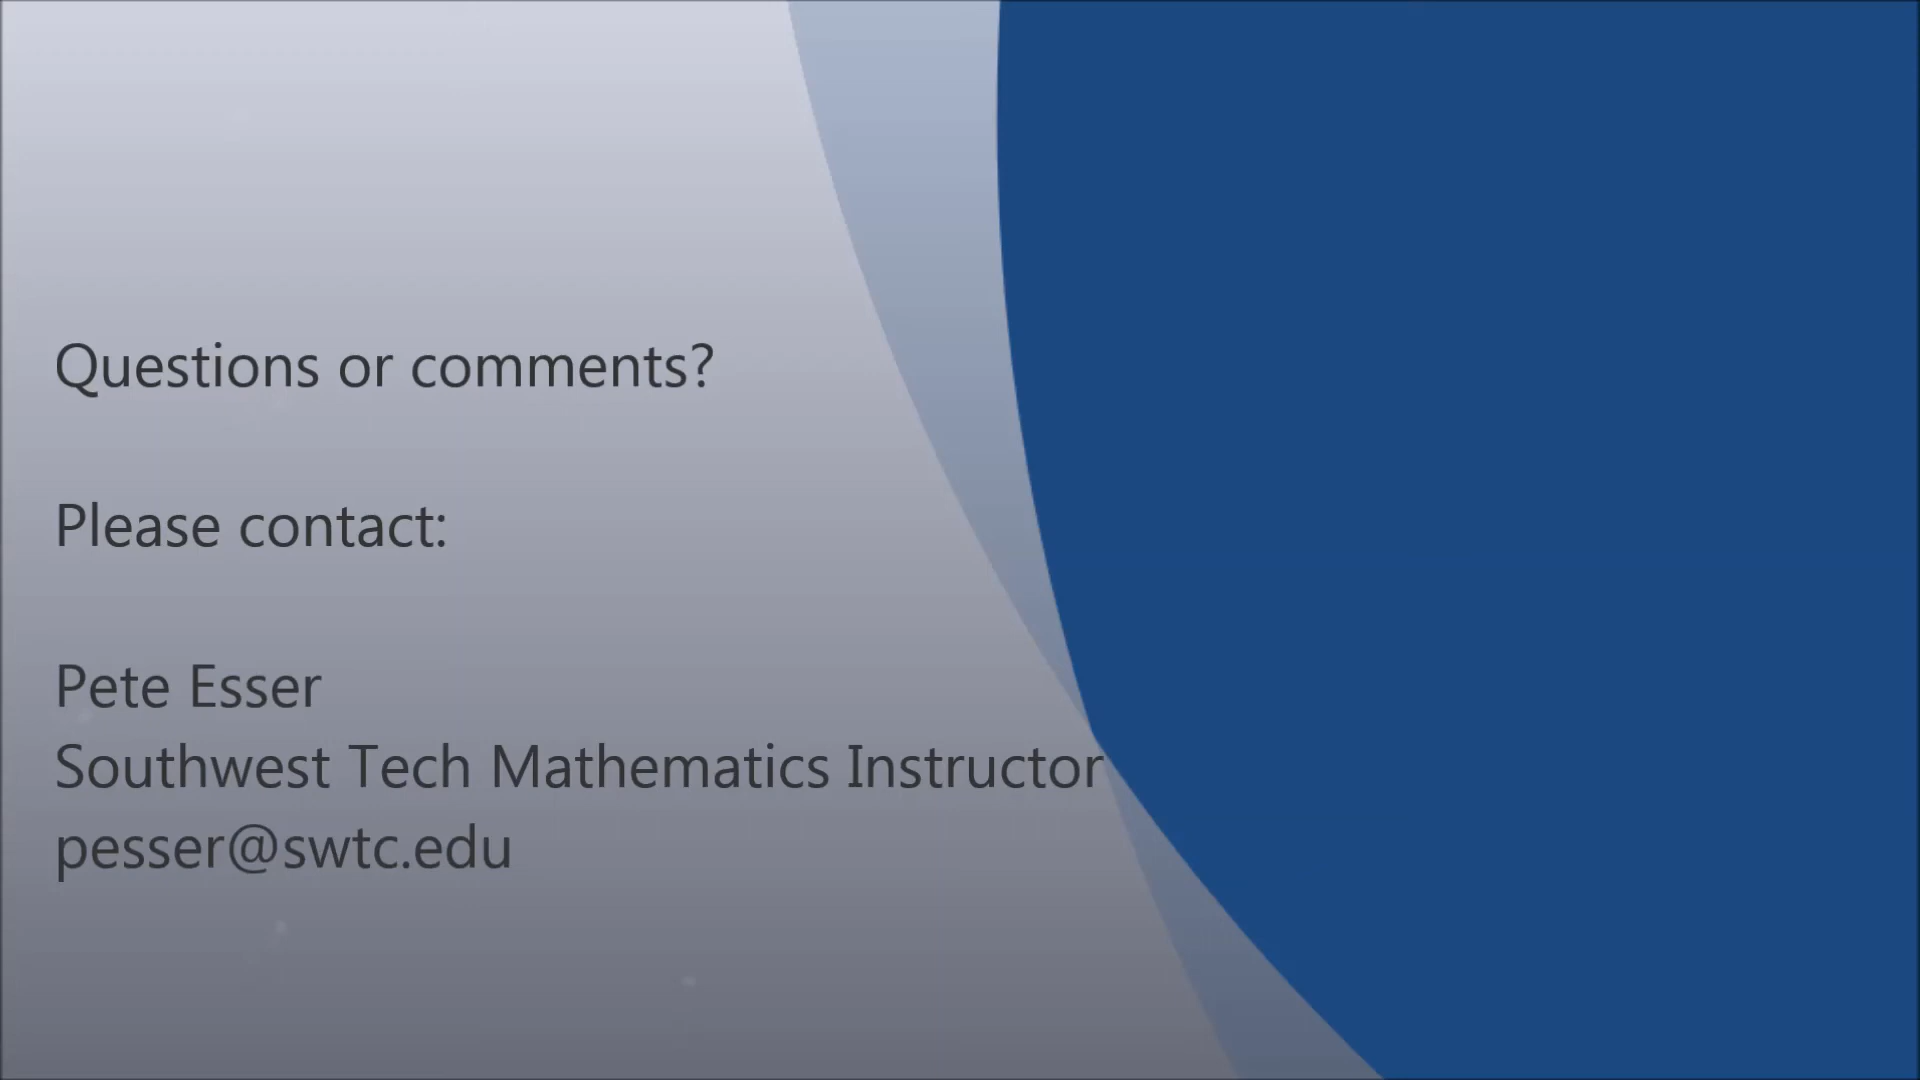 Questions or comments?
Please contact:
Pete Esser
Southwest Tech Mathematics Instructor
pesser@swtc.edu